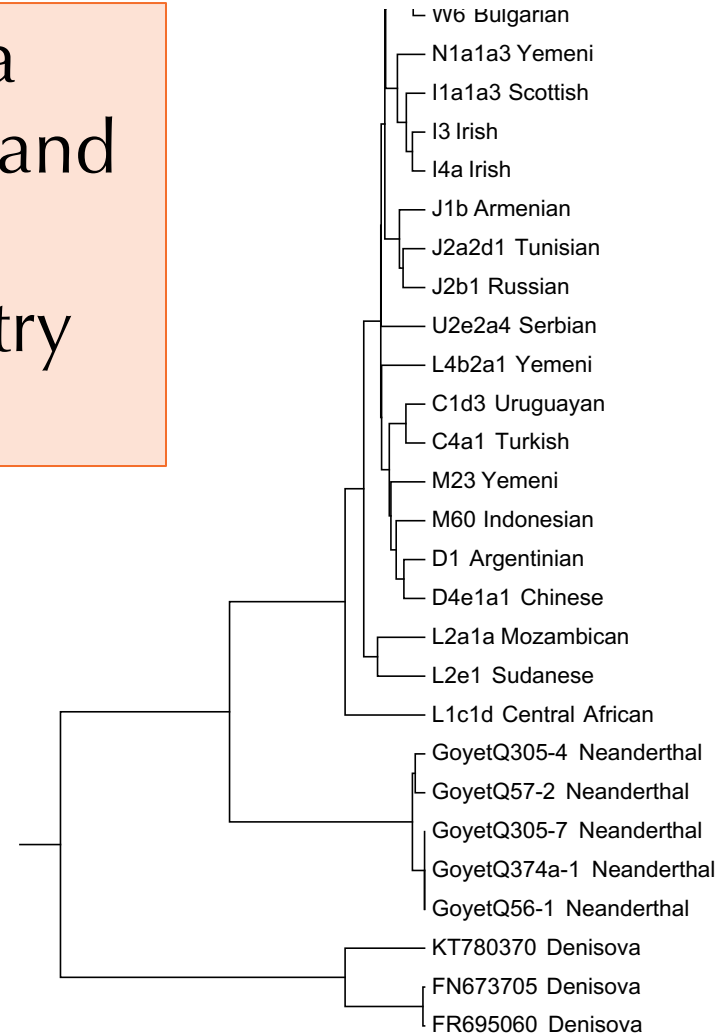 a
and
try
W6 Bulgarian
N1a1a3 Yemeni
I1a1a3 Scottish
I3 Irish
I4a Irish
J1b Armenian
J2a2d1 Tunisian
J2b1 Russian
U2e2a4 Serbian
L4b2a1 Yemeni
C1d3 Uruguayan
C4a1 Turkish
M23 Yemeni
M60 Indonesian
D1 Argentinian
D4e1a1 Chinese
L2a1a Mozambican
L2e1 Sudanese
L1c1d Central African
GoyetQ305-4 Neanderthal
GoyetQ57-2 Neanderthal
GoyetQ305-7 Neanderthal
GoyetQ374a-1 Neanderthal
GoyetQ56-1 Neanderthal
KT780370 Denisova
FN673705 Denisova
FR695060 Denisova